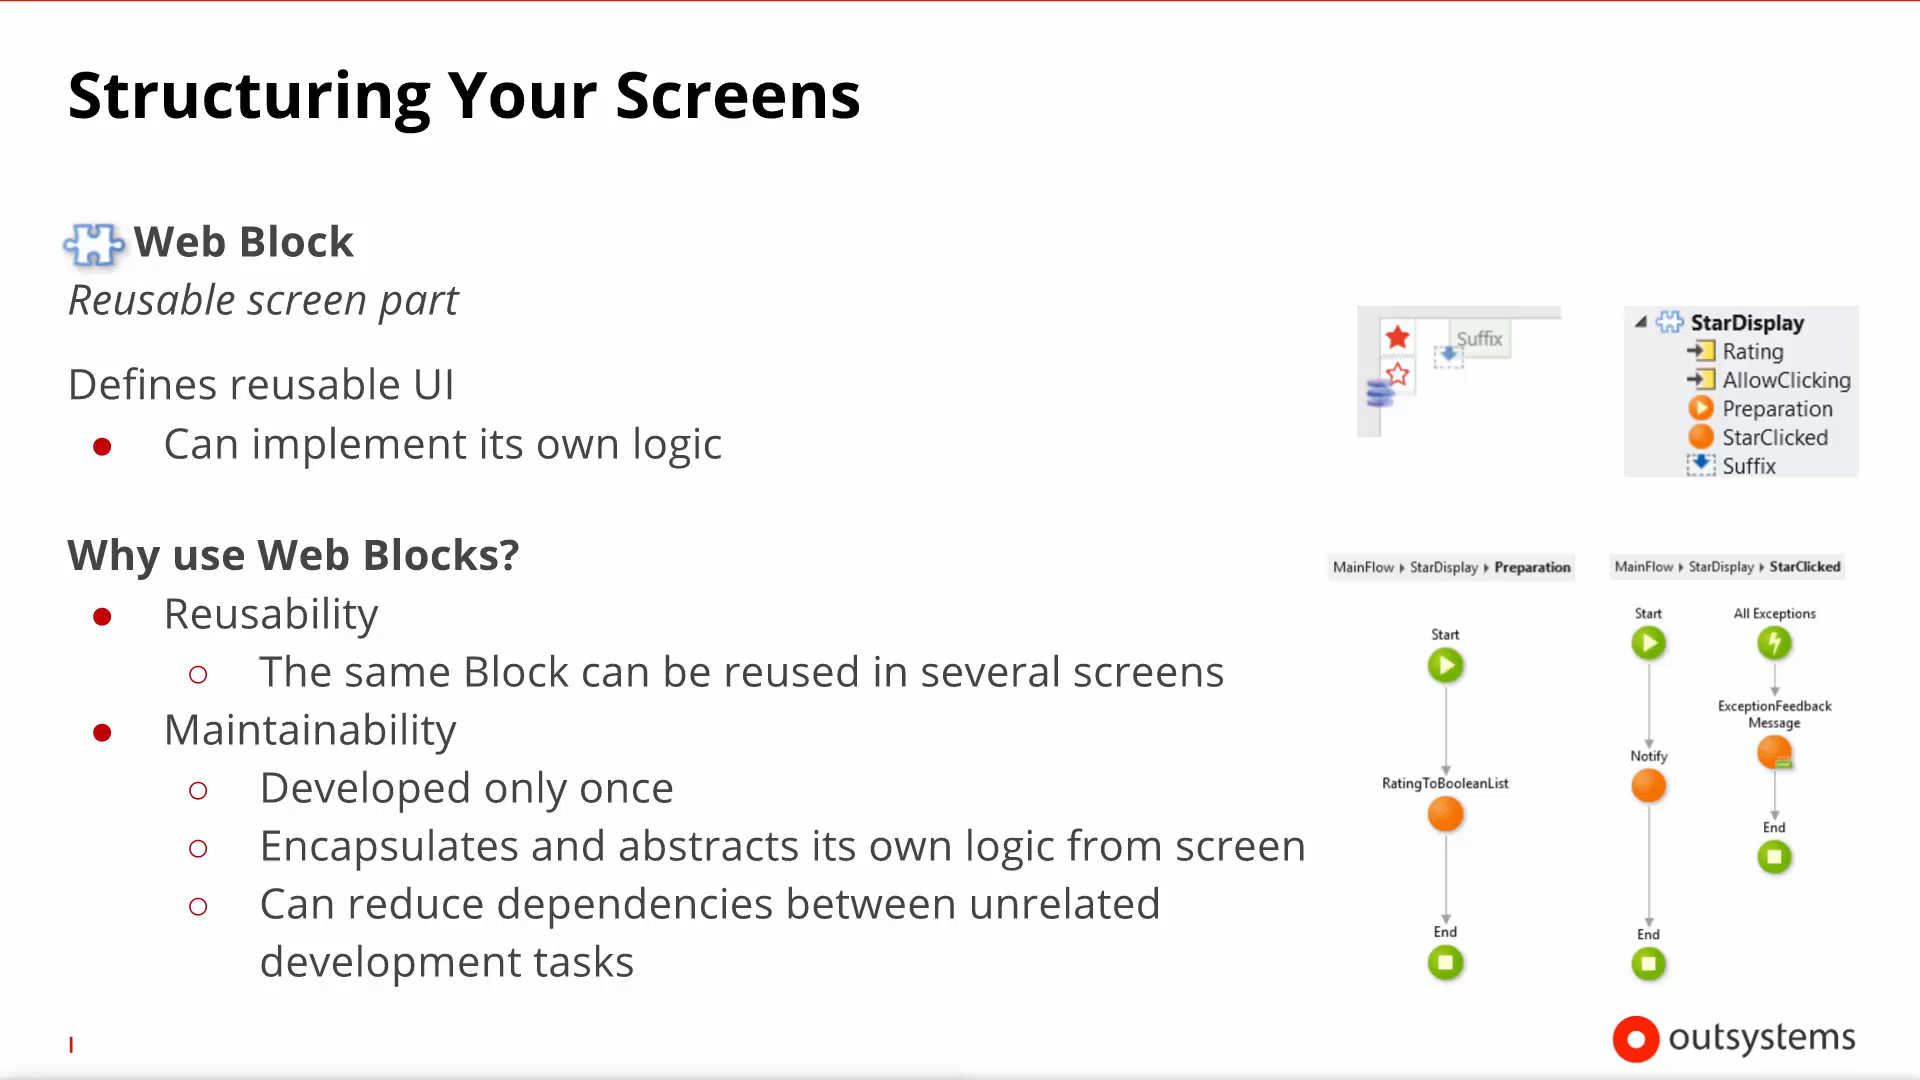 Structuring Your Screens
Web Block
Reusable screen part
Defines reusable UI
● Can implement its own logic
Why use Web Blocks?
● Reusability
○ The same Block can be reused in several screens
● Maintainability
○ Developed only once
○ Encapsulates and abstracts its own logic from screen
○ Can reduce dependencies between unrelated
development tasks
Suffix
StarDisplay
Rating
AllowClicking
Preparation
StarClicked
Suffix
MainFlow ▸ StarDisplay ▸ Preparation
Start
RatingToBooleanList
End
MainFlow ▸ StarDisplay ▸ StarClicked
Start
Notify
End
All Exceptions
ExceptionFeedback
Message
End
I
outsystems